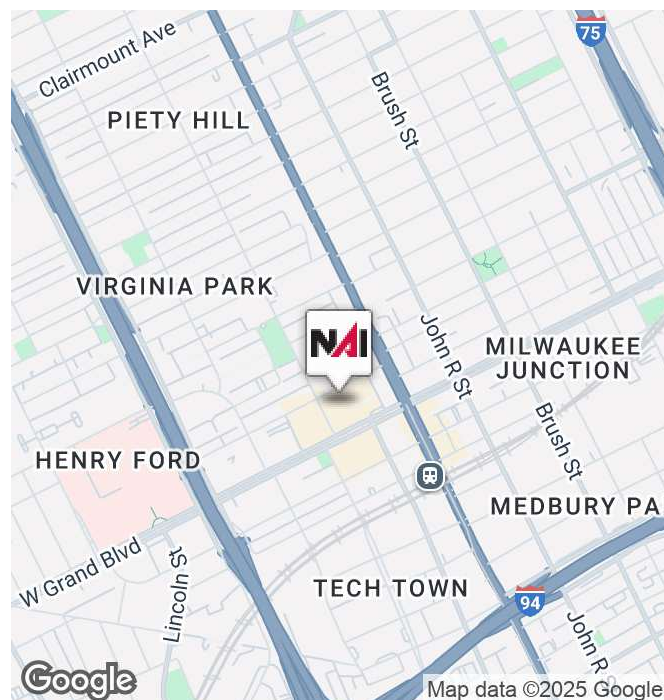 75
Clairmount Ave
PIETY HILL
Brush St
VIRGINIA PARK
NAI
John R St
MILWAUKEE
JUNCTION
Brush St
HENRY FORD
MEDBURY PA
W Grand Blvd
Lincoln St
TECH TOWN
94
John R
Google
Map data ©2025 Google